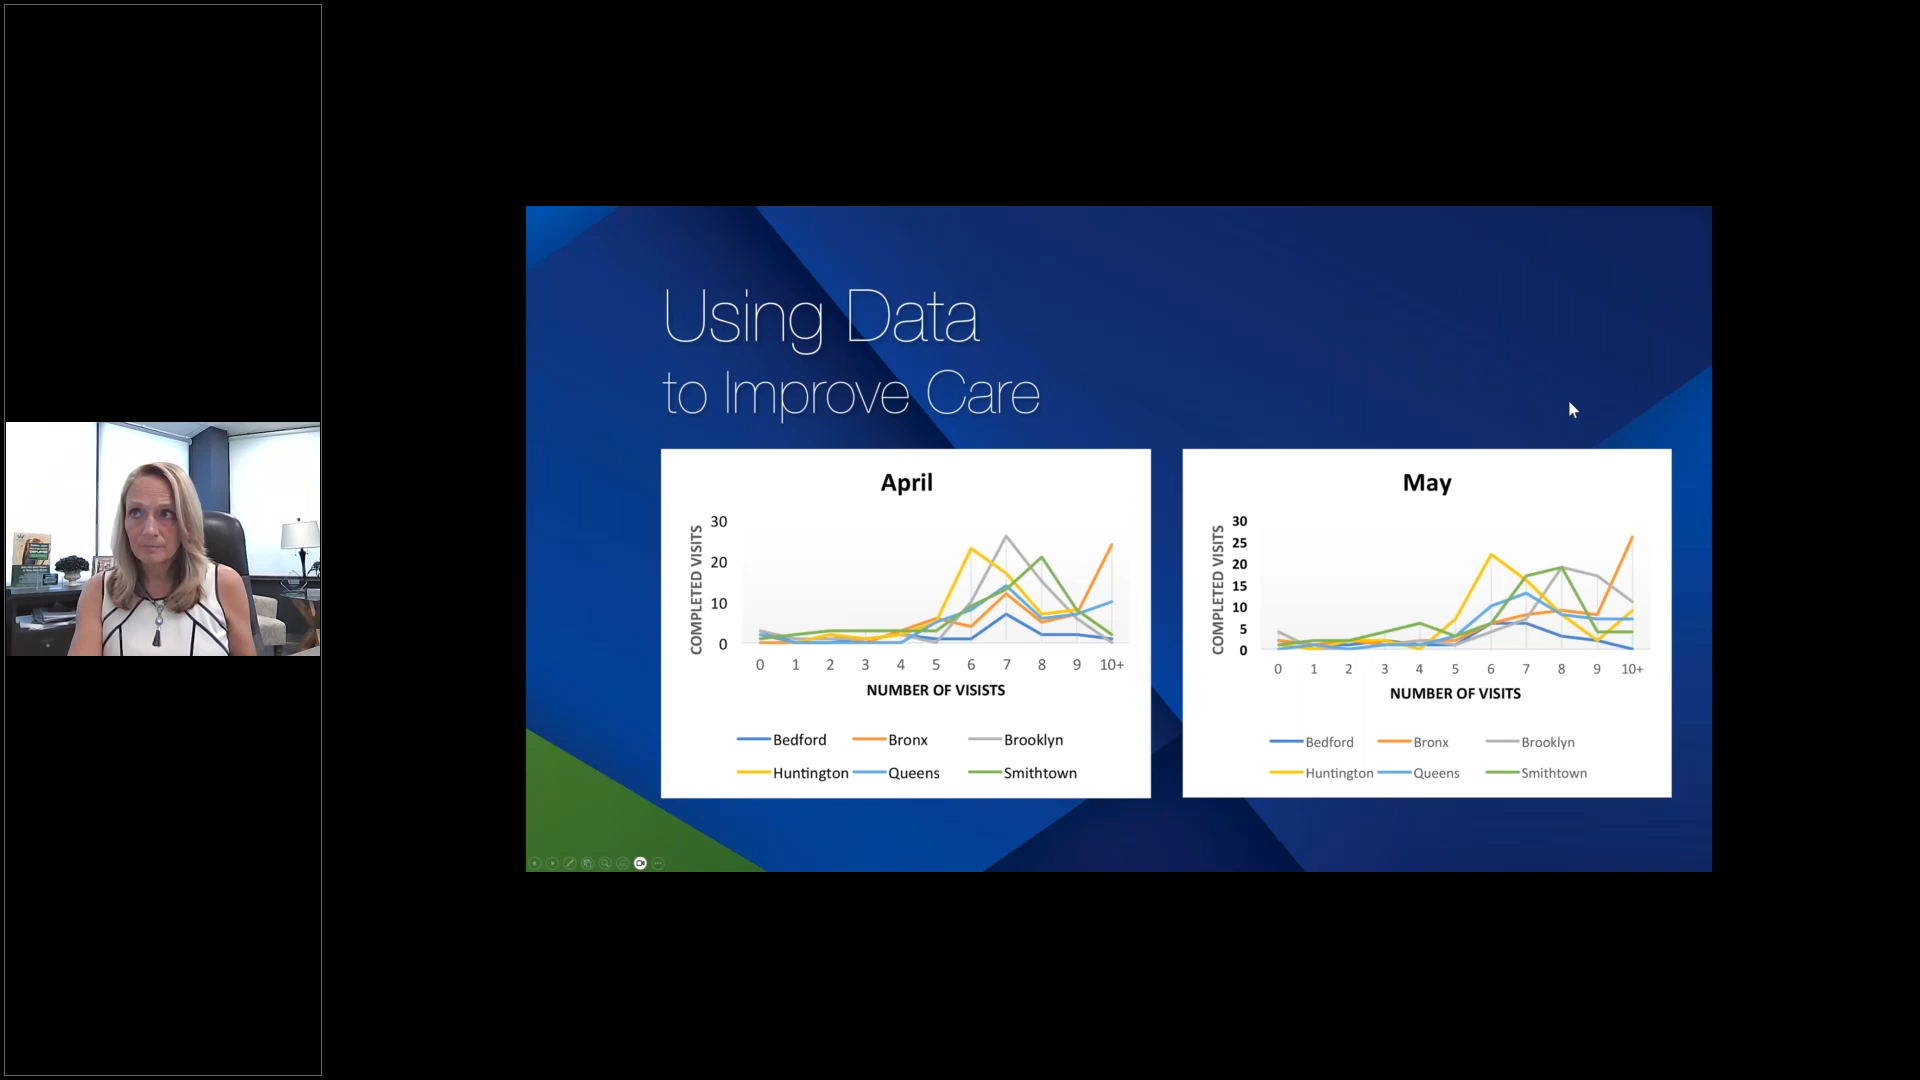 Using Data
to Improve Care
April
COMPLETED VISITS
30
20
10
0
0 1 2 3 4 5 6 7 8 9 10+
NUMBER OF VISISTS
Bedford Bronx Brooklyn
Huntington Queens Smithtown
May
COMPLETED VISITS
30
25
20
15
10
5
0
0 1 2 3 4 5 6 7 8 9 10+
NUMBER OF VISITS
Bedford Bronx Brooklyn
Huntington Queens Smithtown